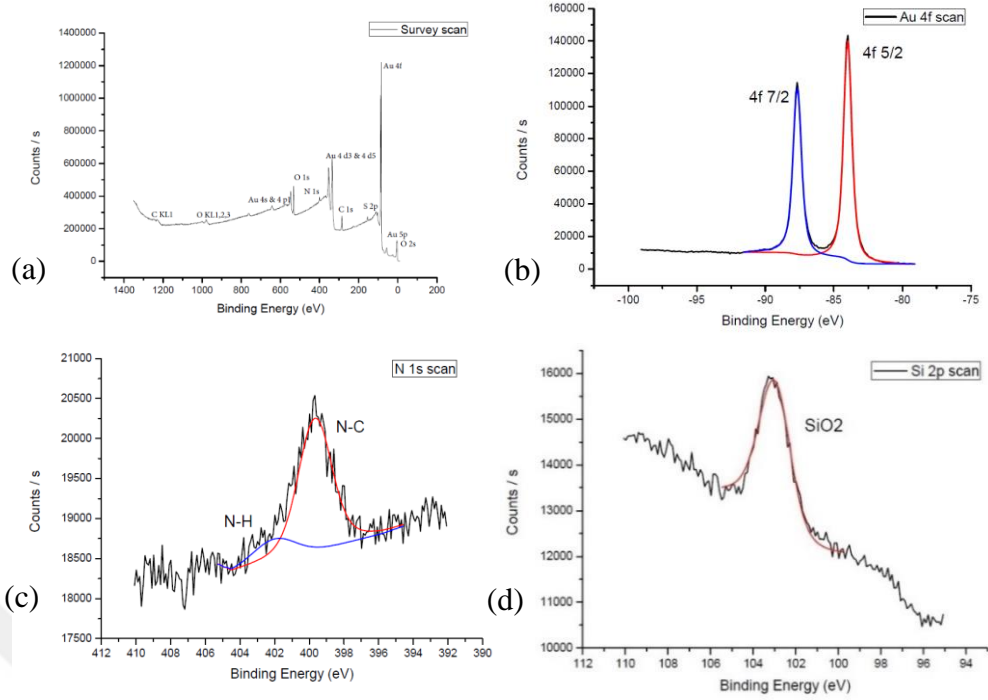 Survey scan
1400000
1200000
1000000
800000
600000
400000
200000
0
Counts / s
Au 4f
Au 4 d3 & 4 d5
O 1s
N 1s
Au 4s & 4 p1
C KL1
O KL1,2,3
C 1s
S 2p
Au 5p
O 2s
1400 1200 1000 800 600 400 200 0 200
Binding Energy (eV)
(a)
Au 4f scan
160000
140000
120000
100000
80000
60000
40000
20000
0
Counts / s
4f 5/2
4f 7/2
-100 -95 -90 -85 -80 -75
Binding Energy (eV)
(b)
N 1s scan
21000
20500
20000
19500
19000
18500
18000
17500
Counts / s
N-C
N-H
412 410 408 406 404 402 400 398 396 394 392 390
Binding Energy (eV)
(c)
Si 2p scan
16000
15000
14000
13000
12000
11000
10000
Counts / s
SiO2
112 110 108 106 104 102 100 98 96 95 94
Binding Energy (eV)
(d)